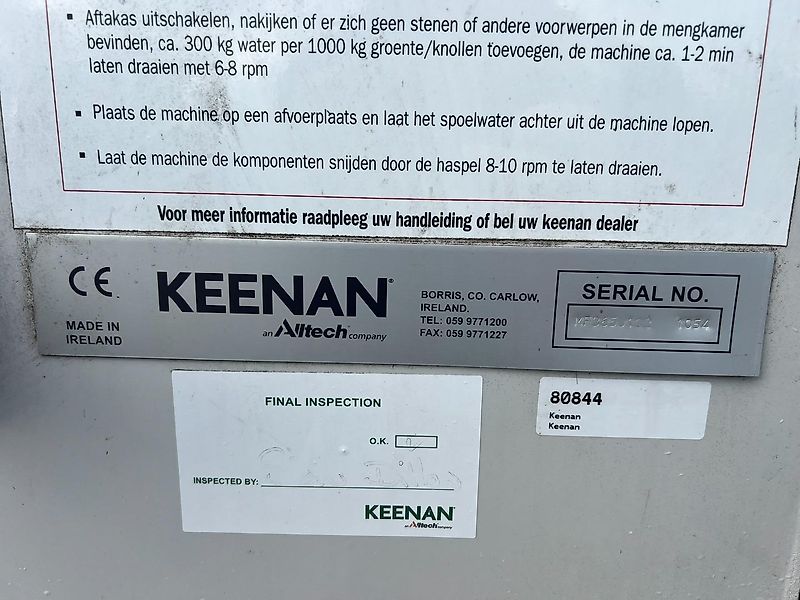 ▪ Aftakas uitschakelen, nakijken of er zich geen stenen of andere voorwerpen in de mengkamer
bevinden, ca. 300 kg water per 1000 kg groente/knollen toevoegen, de machine ca. 1-2 min
laten draaien met 6-8 rpm
▪ Plaats de machine op een afvoerplaats en laat het spoelwater achter uit de machine lopen.
▪ Laat de machine de komponenten snijden door de haspel 8-10 rpm te laten draaien.
Voor meer informatie raadpleeg uw handleiding of bel uw keenan dealer
CE
MADE IN
IRELAND
KEENAN®
an Alltech company
BORRIS, CO. CARLOW,
IRELAND.
TEL: 059 9771200
FAX: 059 9771227
SERIAL NO.
1054
FINAL INSPECTION
O.K.
INSPECTED BY:
KEENAN
an Alltech company
80844
Keenan
Keenan